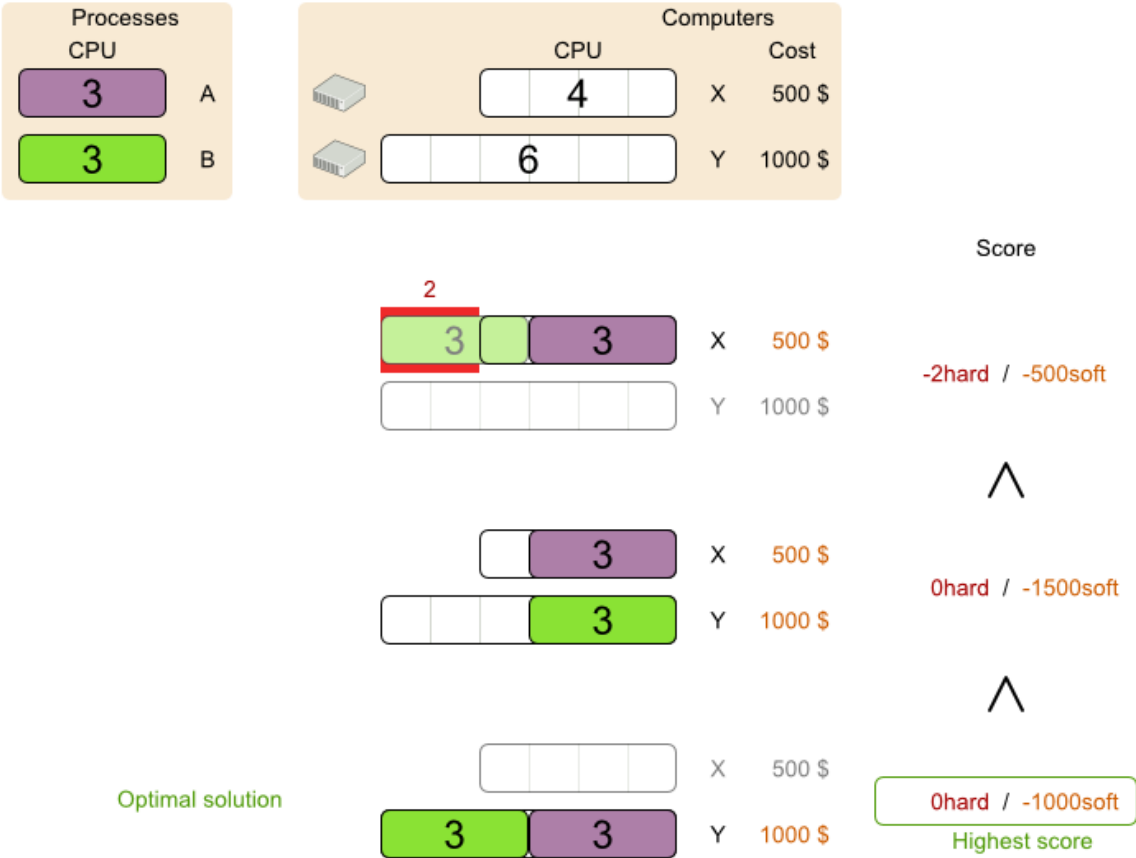 Processes
Computers
CPU
CPU Cost
3 A
4 X 500 $
3 B
6 Y 1000 $
Score
2
3 3 X 500 $
-2hard / -500soft
Y 1000 $
3 X 500 $
0hard / -1500soft
3 Y 1000 $
X 500 $
Optimal solution
0hard / -1000soft
3 3 Y 1000 $
Highest score